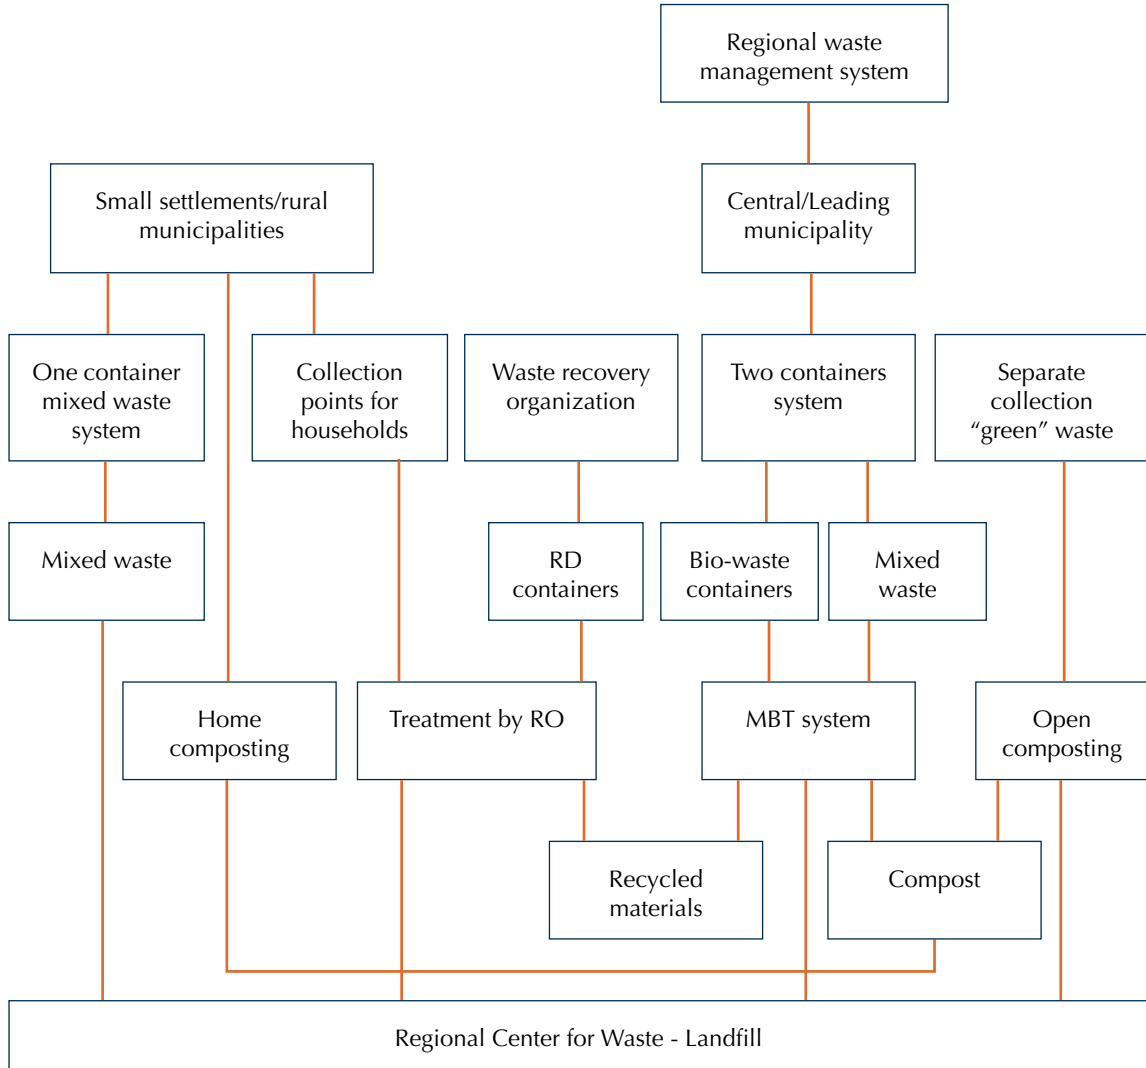 Regional waste
management system
Small settlements/rural
municipalities
Central/Leading
municipality
One container
mixed waste
system
Collection
points for
households
Waste recovery
organization
Two containers
system
Separate
collection
“green” waste
Mixed waste
RD
containers
Bio-waste
containers
Mixed
waste
Home
composting
Treatment by RO
MBT system
Open
composting
Recycled
materials
Compost
Regional Center for Waste - Landfill